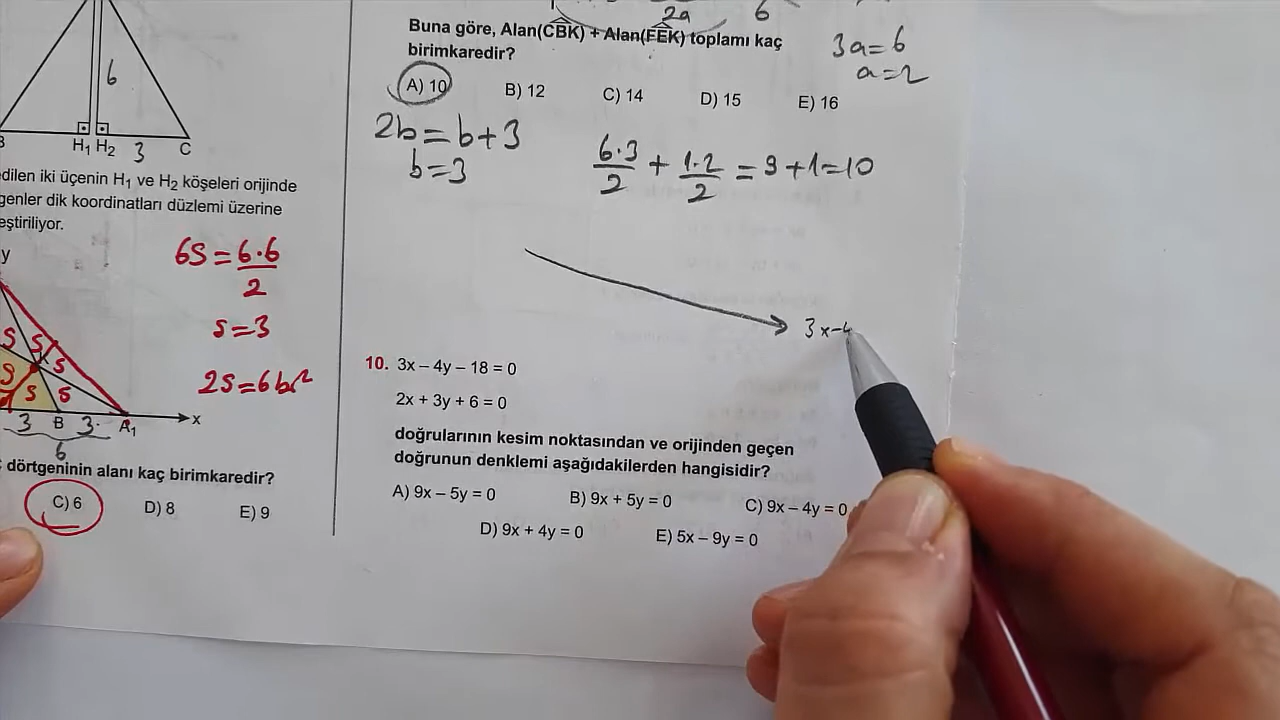 6
H₁ H₂ 3 C
edilen iki üçenin H₁ ve H₂ köşeleri orijinde
genler dik koordinatları düzlemi üzerine
eştiriliyor.
y
6S = 6·6/2
s=3
2S=6br²
S S S
S S S
3 B 3 A₁ x
6
dörtgeninin alanı kaç birimkaredir?
C) 6 D) 8 E) 9
2a 6
Buna göre, Alan(CBK) + Alan(FEK) toplamı kaç
birimkaredir?
3a=6
a=2
A) 10 B) 12 C) 14 D) 15 E) 16
2b=b+3
b=3
6·3/2 + 1·2/2 = 9+1=10
3x-4
10. 3x – 4y – 18 = 0
2x + 3y + 6 = 0
doğrularının kesim noktasından ve orijinden geçen
doğrunun denklemi aşağıdakilerden hangisidir?
A) 9x – 5y = 0 B) 9x + 5y = 0 C) 9x – 4y = 0
D) 9x + 4y = 0 E) 5x – 9y = 0